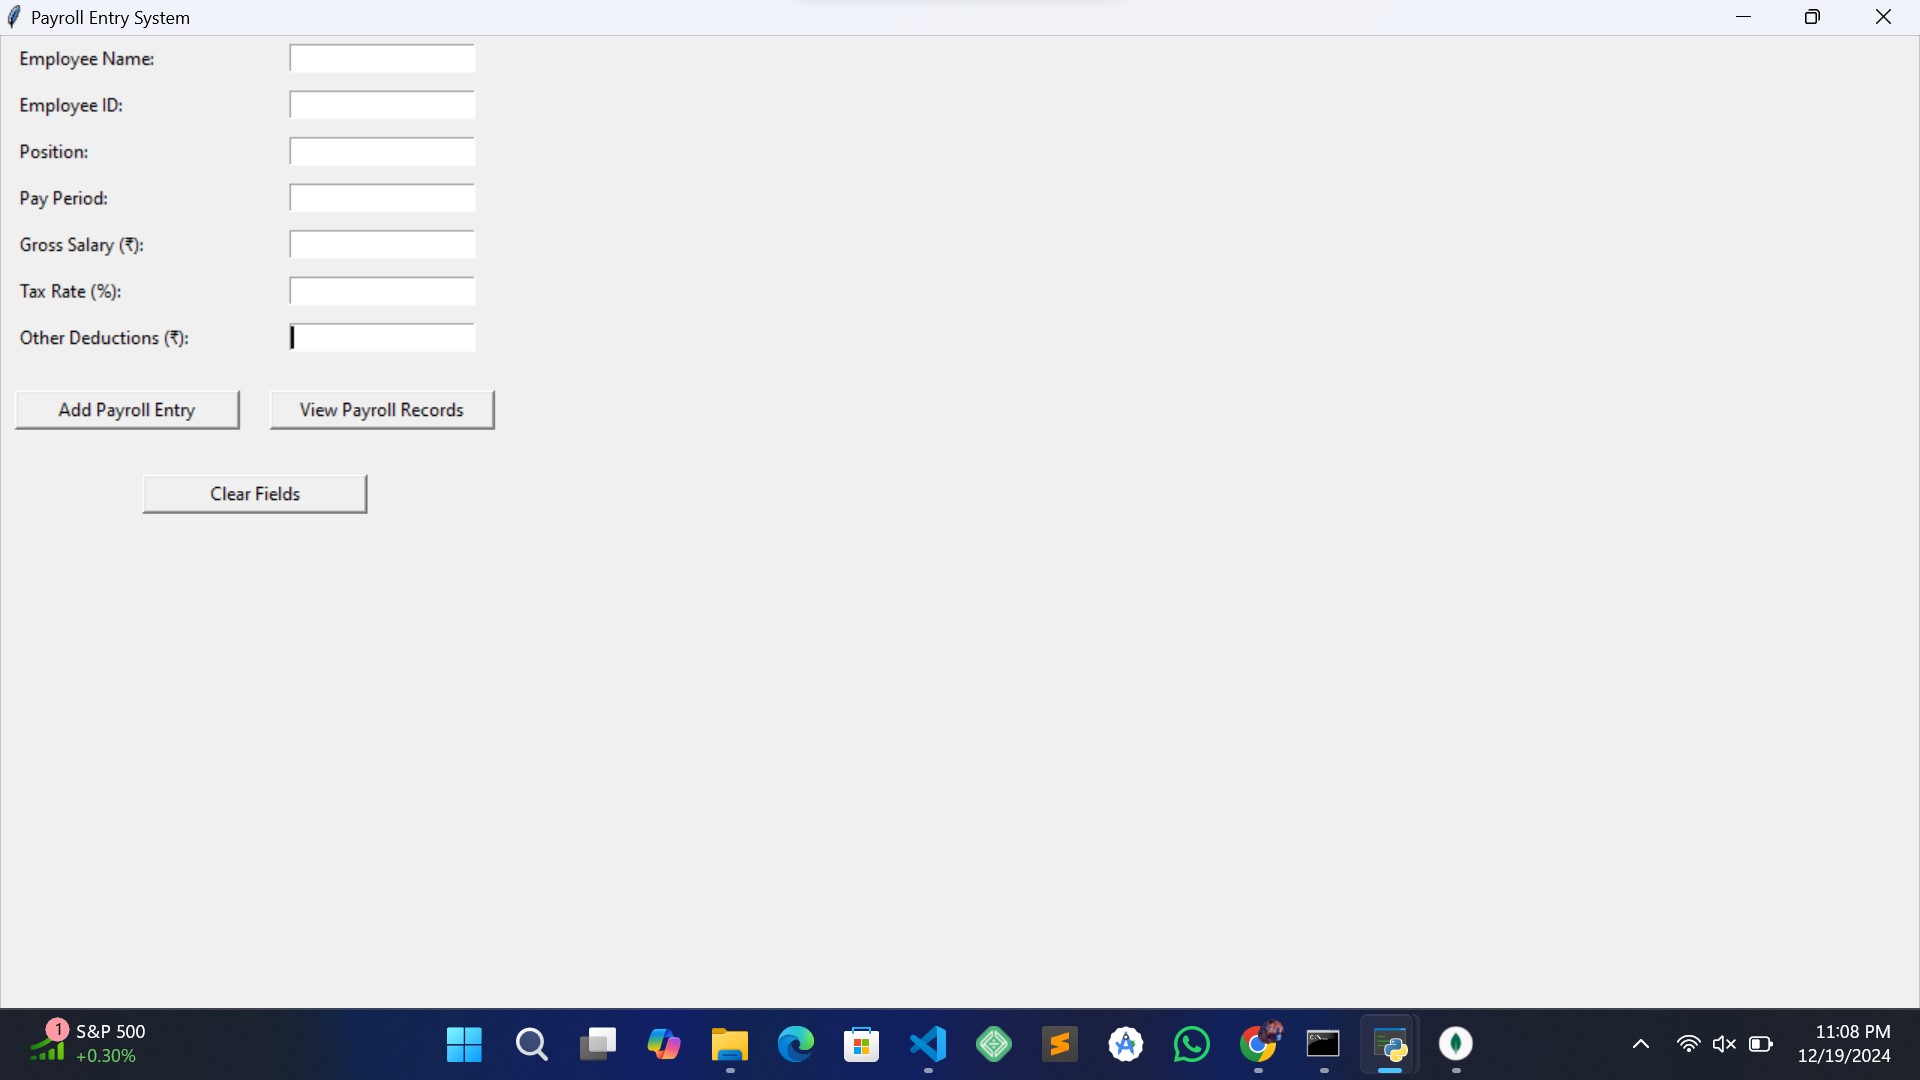 Payroll Entry System
Employee Name:
Employee ID:
Position:
Pay Period:
Gross Salary (₹):
Tax Rate (%):
Other Deductions (₹):
Add Payroll Entry
View Payroll Records
Clear Fields
1
S&P 500
+0.30%
11:08 PM
12/19/2024